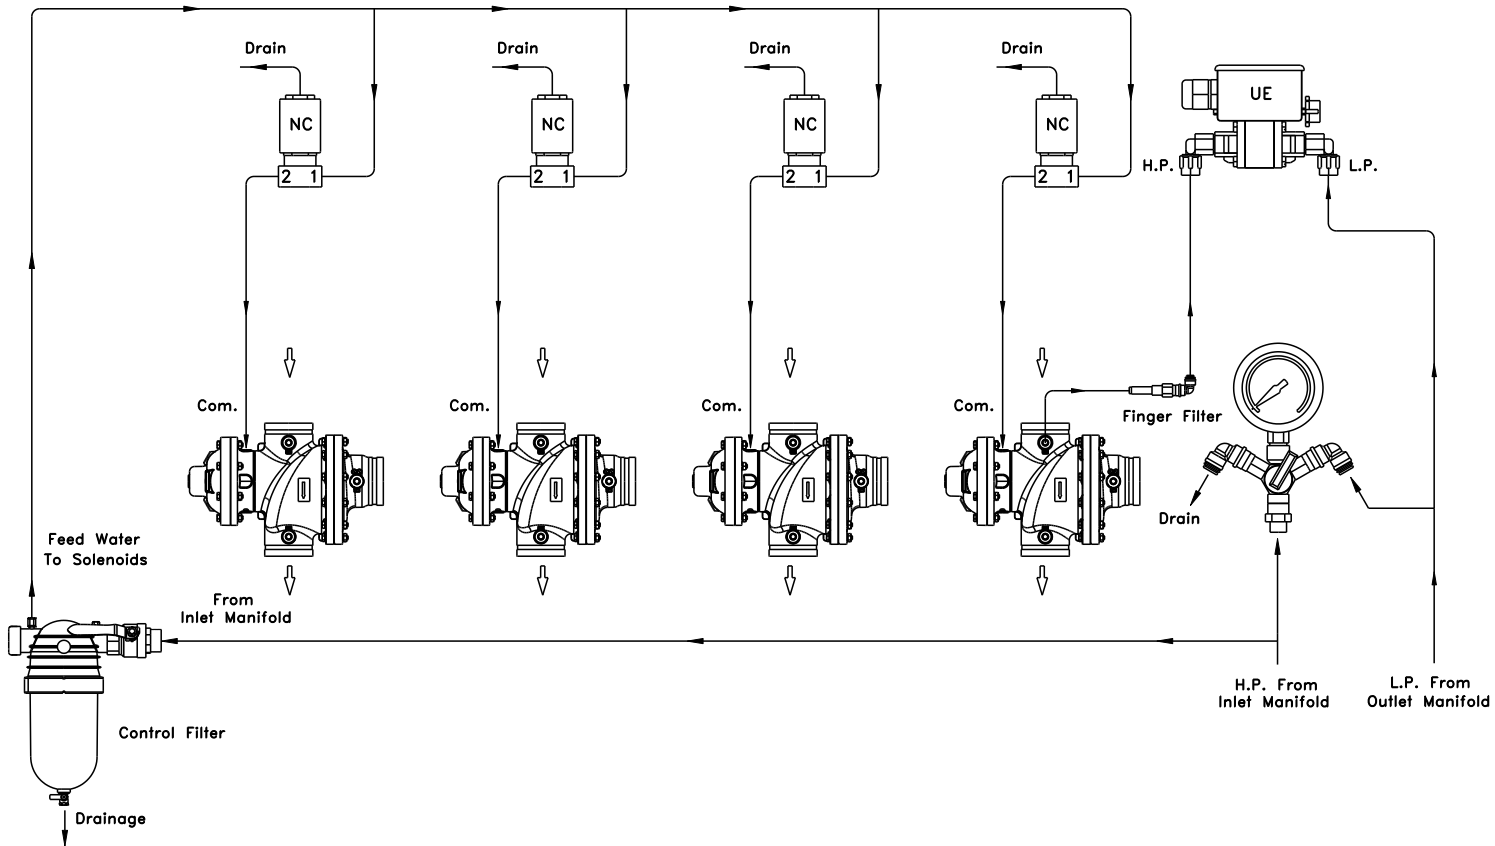 Drain
Drain
Drain
Drain
NC
NC
NC
NC
UE
2 1
2 1
2 1
2 1
H.P.
L.P.
Com.
Com.
Com.
Com.
Finger Filter
Drain
Feed Water
To Solenoids
From
Inlet Manifold
H.P. From
Inlet Manifold
L.P. From
Outlet Manifold
Control Filter
Drainage